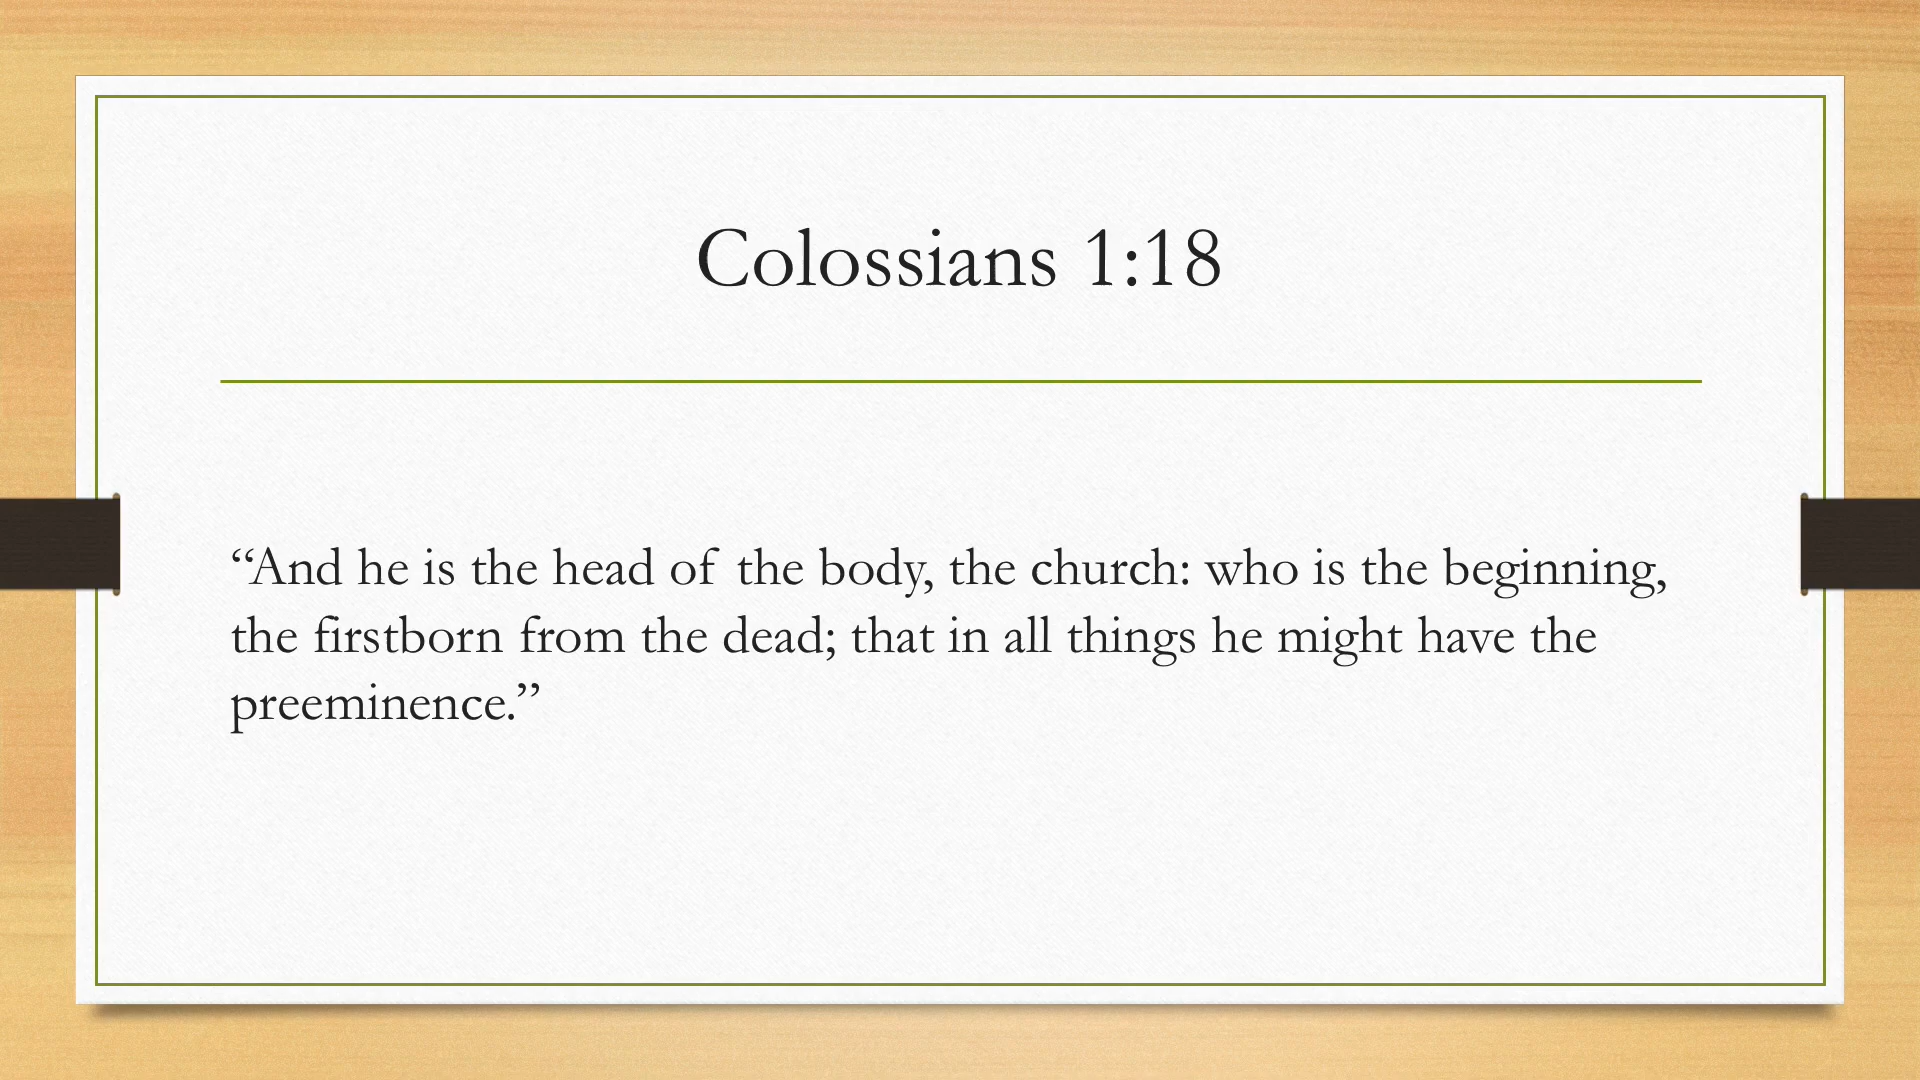 Colossians 1:18
“And he is the head of the body, the church: who is the beginning,
the firstborn from the dead; that in all things he might have the
preeminence.”